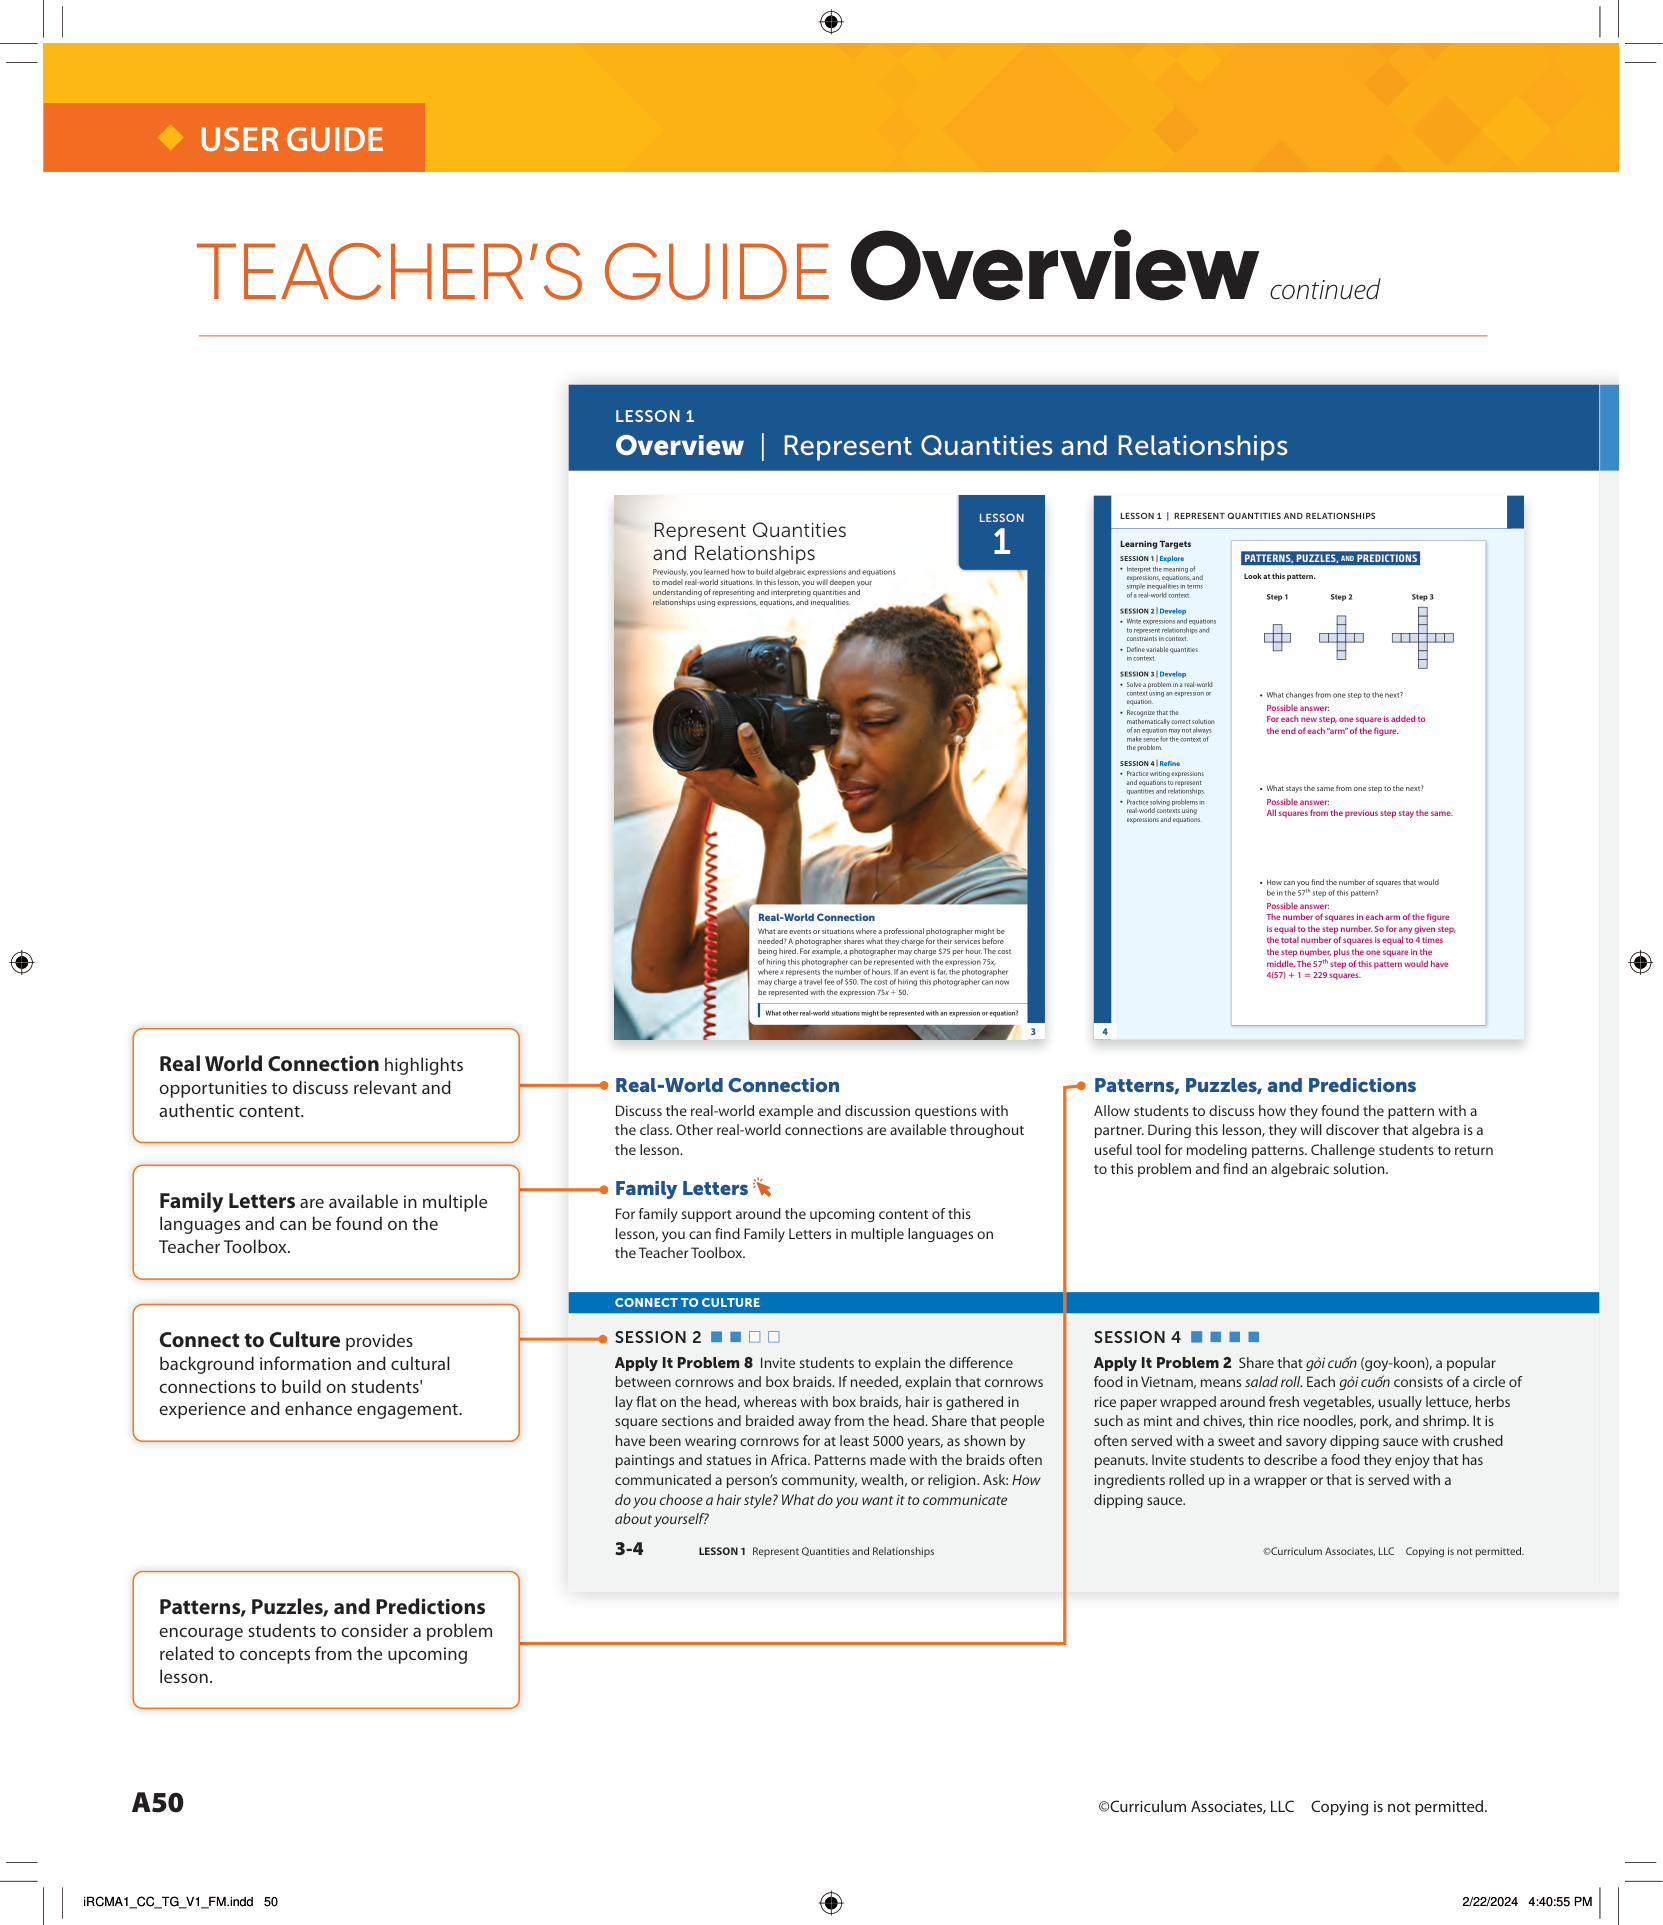 USER GUIDE
TEACHER’S GUIDE Overview continued
LESSON 1
Overview | Represent Quantities and Relationships
Represent Quantities
and Relationships
LESSON
1
Previously, you learned how to build algebraic expressions and equations
to model real-world situations. In this lesson, you will deepen your
understanding of representing and interpreting quantities and
relationships using expressions, equations, and inequalities.
Real-World Connection
What are events or situations where a professional photographer might be
needed? A photographer shares what they charge for their services before
being hired. For example, a photographer may charge $75 per hour. The cost
of hiring this photographer can be represented with the expression 75x,
where x represents the number of hours. If an event is far, the photographer
may charge a travel fee of $50. The cost of hiring this photographer can now
be represented with the expression 75x + 50.
What other real-world situations might be represented with an expression or equation?
3
LESSON 1 | REPRESENT QUANTITIES AND RELATIONSHIPS
Learning Targets
SESSION 1 | Explore
• Interpret the meaning of
expressions, equations, and
simple inequalities in terms
of a real-world context.
SESSION 2 | Develop
• Write expressions and equations
to represent relationships and
constraints in context.
• Define variable quantities
in context.
SESSION 3 | Develop
• Solve a problem in a real-world
context using an expression or
equation.
• Recognize that the
mathematically correct solution
of an equation may not always
make sense for the context of
the problem.
SESSION 4 | Refine
• Practice writing expressions
and equations to represent
quantities and relationships.
• Practice solving problems in
real-world contexts using
expressions and equations.
PATTERNS, PUZZLES, AND PREDICTIONS
Look at this pattern.
Step 1 Step 2 Step 3
• What changes from one step to the next?
Possible answer:
For each new step, one square is added to
the end of each “arm” of the figure.
• What stays the same from one step to the next?
Possible answer:
All squares from the previous step stay the same.
• How can you find the number of squares that would
be in the 57th step of this pattern?
Possible answer:
The number of squares in each arm of the figure
is equal to the step number. So for any given step,
the total number of squares is equal to 4 times
the step number, plus the one square in the
middle. The 57th step of this pattern would have
4(57) + 1 = 229 squares.
4
Real World Connection highlights
opportunities to discuss relevant and
authentic content.
Family Letters are available in multiple
languages and can be found on the
Teacher Toolbox.
Connect to Culture provides
background information and cultural
connections to build on students'
experience and enhance engagement.
Patterns, Puzzles, and Predictions
encourage students to consider a problem
related to concepts from the upcoming
lesson.
Real-World Connection
Discuss the real-world example and discussion questions with
the class. Other real-world connections are available throughout
the lesson.
Family Letters
For family support around the upcoming content of this
lesson, you can find Family Letters in multiple languages on
the Teacher Toolbox.
Patterns, Puzzles, and Predictions
Allow students to discuss how they found the pattern with a
partner. During this lesson, they will discover that algebra is a
useful tool for modeling patterns. Challenge students to return
to this problem and find an algebraic solution.
CONNECT TO CULTURE
SESSION 2
Apply It Problem 8 Invite students to explain the difference
between cornrows and box braids. If needed, explain that cornrows
lay flat on the head, whereas with box braids, hair is gathered in
square sections and braided away from the head. Share that people
have been wearing cornrows for at least 5000 years, as shown by
paintings and statues in Africa. Patterns made with the braids often
communicated a person’s community, wealth, or religion. Ask: How
do you choose a hair style? What do you want it to communicate
about yourself?
SESSION 4
Apply It Problem 2 Share that gỏi cuốn (goy-koon), a popular
food in Vietnam, means salad roll. Each gỏi cuốn consists of a circle of
rice paper wrapped around fresh vegetables, usually lettuce, herbs
such as mint and chives, thin rice noodles, pork, and shrimp. It is
often served with a sweet and savory dipping sauce with crushed
peanuts. Invite students to describe a food they enjoy that has
ingredients rolled up in a wrapper or that is served with a
dipping sauce.
3-4 LESSON 1 Represent Quantities and Relationships
©Curriculum Associates, LLC Copying is not permitted.
A50
©Curriculum Associates, LLC Copying is not permitted.
iRCMA1_CC_TG_V1_FM.indd 50
2/22/2024 4:40:55 PM